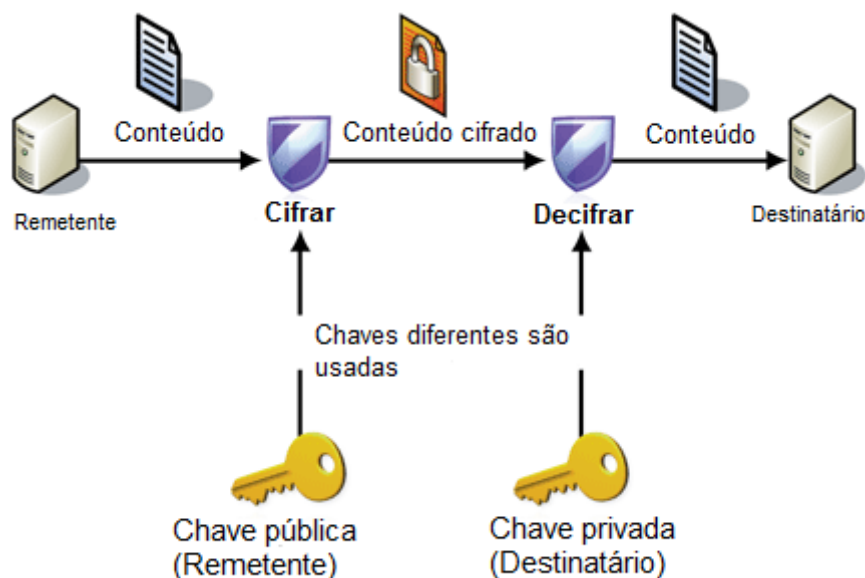 Conteúdo
Conteúdo cifrado
Conteúdo
Remetente
Cifrar
Decifrar
Destinatário
Chaves diferentes são
usadas
Chave pública
(Remetente)
Chave privada
(Destinatário)